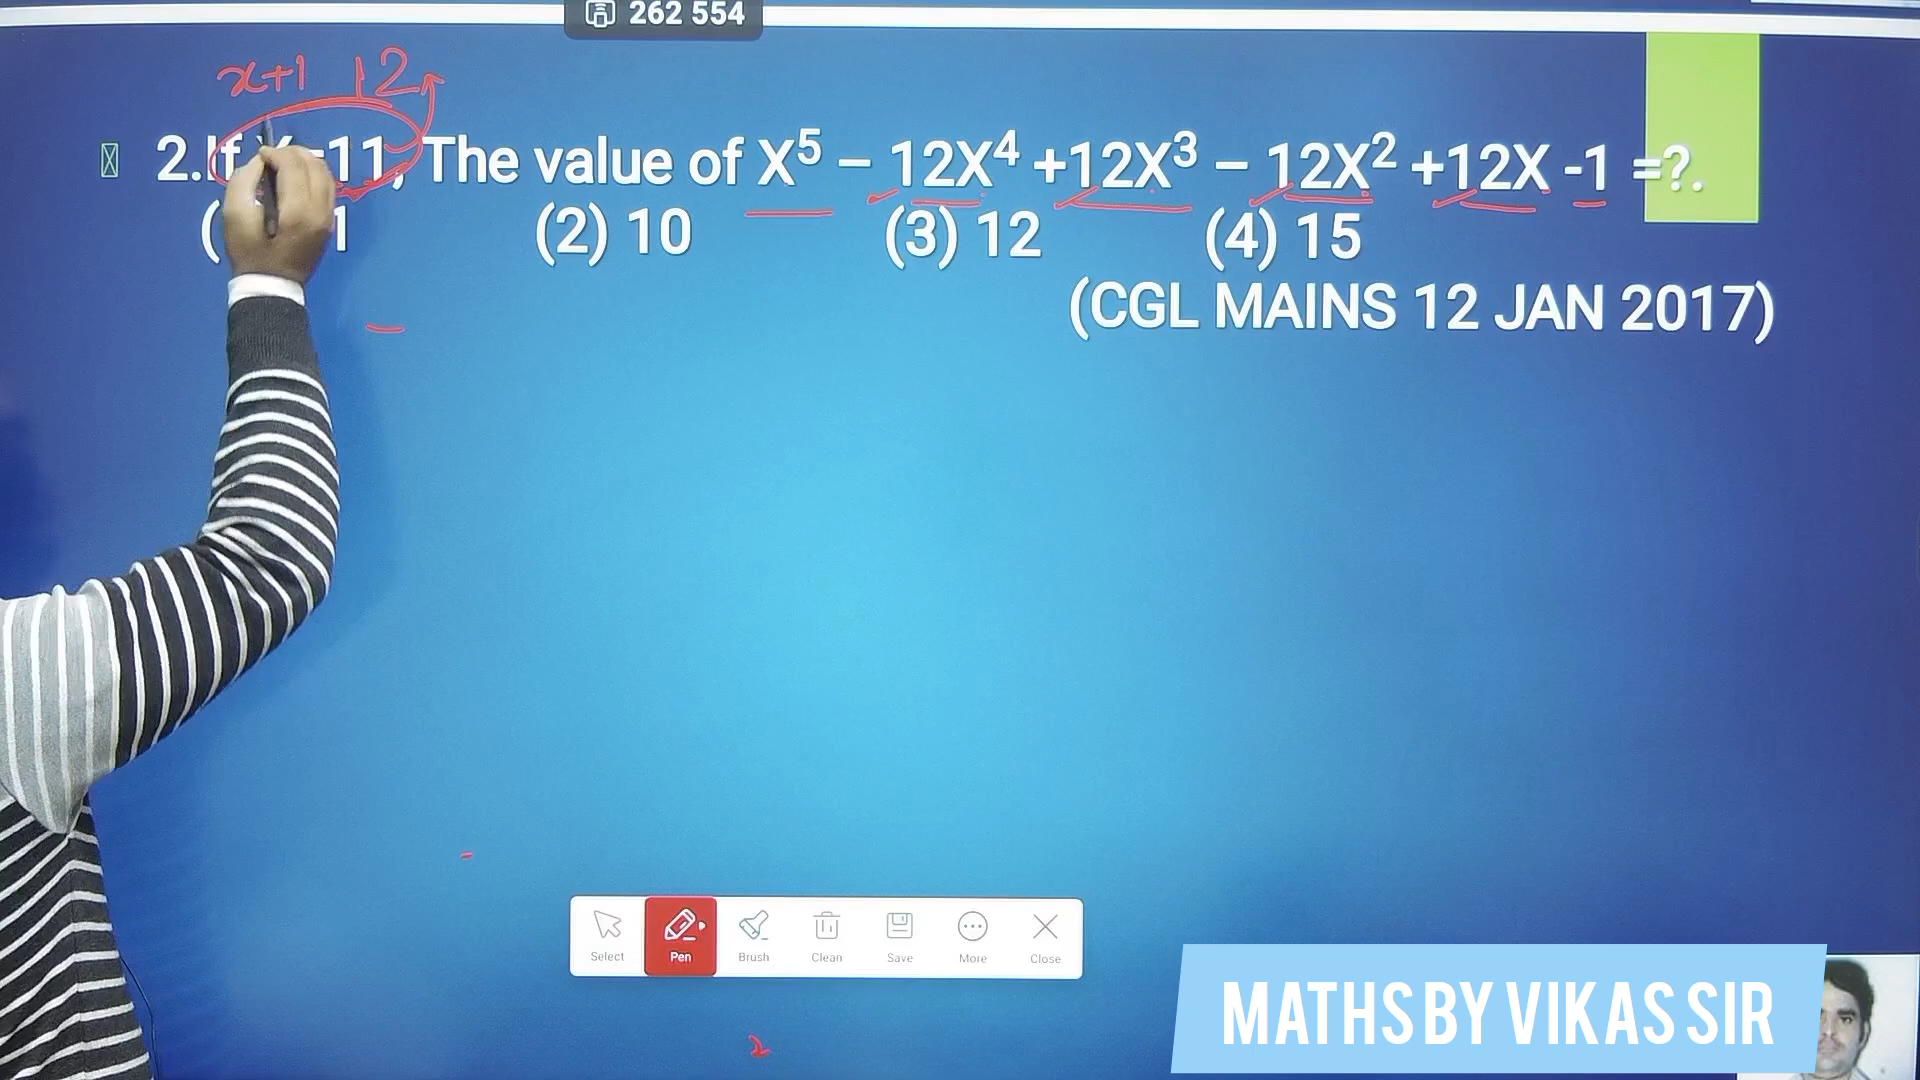 262 554
x+1 12
2.If X=11, The value of X⁵ – 12X⁴ +12X³ – 12X² +12X -1 =?.
( 1 (2) 10 (3) 12 (4) 15
(CGL MAINS 12 JAN 2017)
Select Pen Brush Clean Save More Close
2
MATHS BY VIKAS SIR